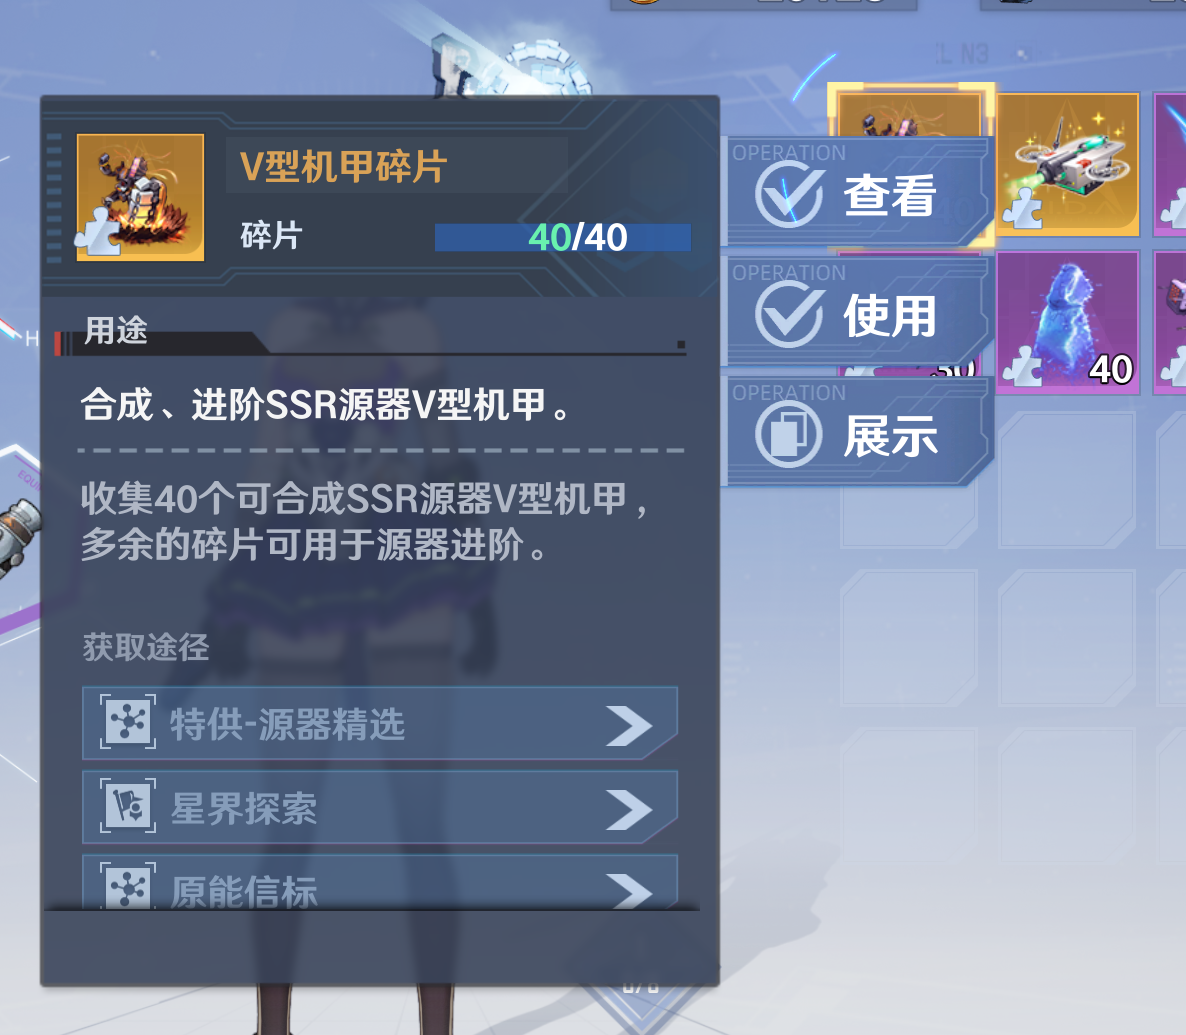 V型机甲碎片
碎片
40/40
用途
合成、进阶SSR源器V型机甲。
收集40个可合成SSR源器V型机甲，
多余的碎片可用于源器进阶。
获取途径
特供-源器精选
星界探索
原能信标
OPERATION
查看
OPERATION
使用
OPERATION
展示
40